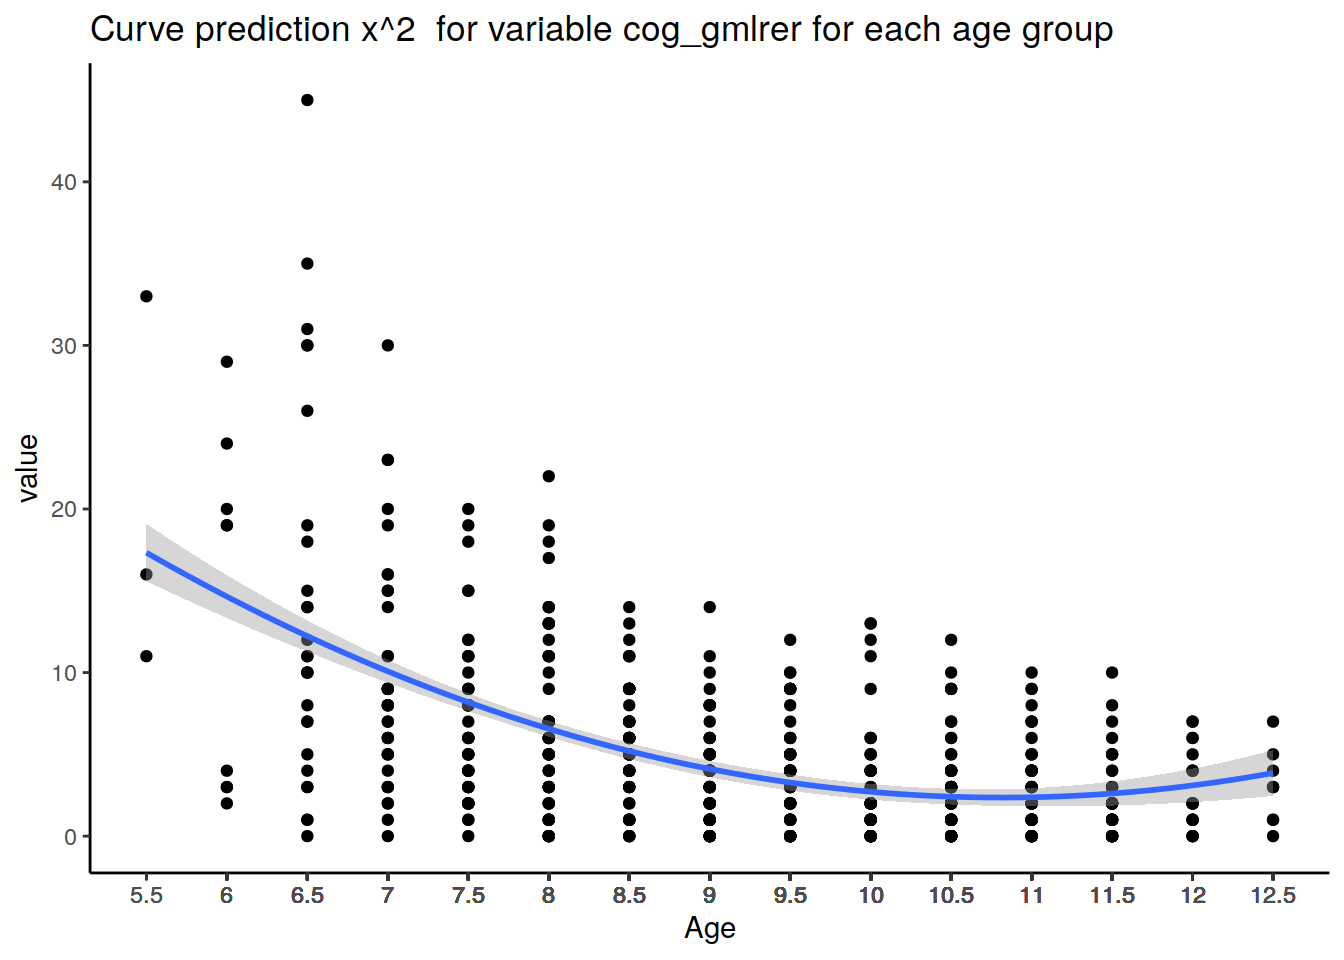 Curve prediction x^2  for variable cog_gmlrer for each age group
40
30
20
10
0
value
5.5 6 6.5 7 7.5 8 8.5 9 9.5 10 10.5 11 11.5 12 12.5
Age